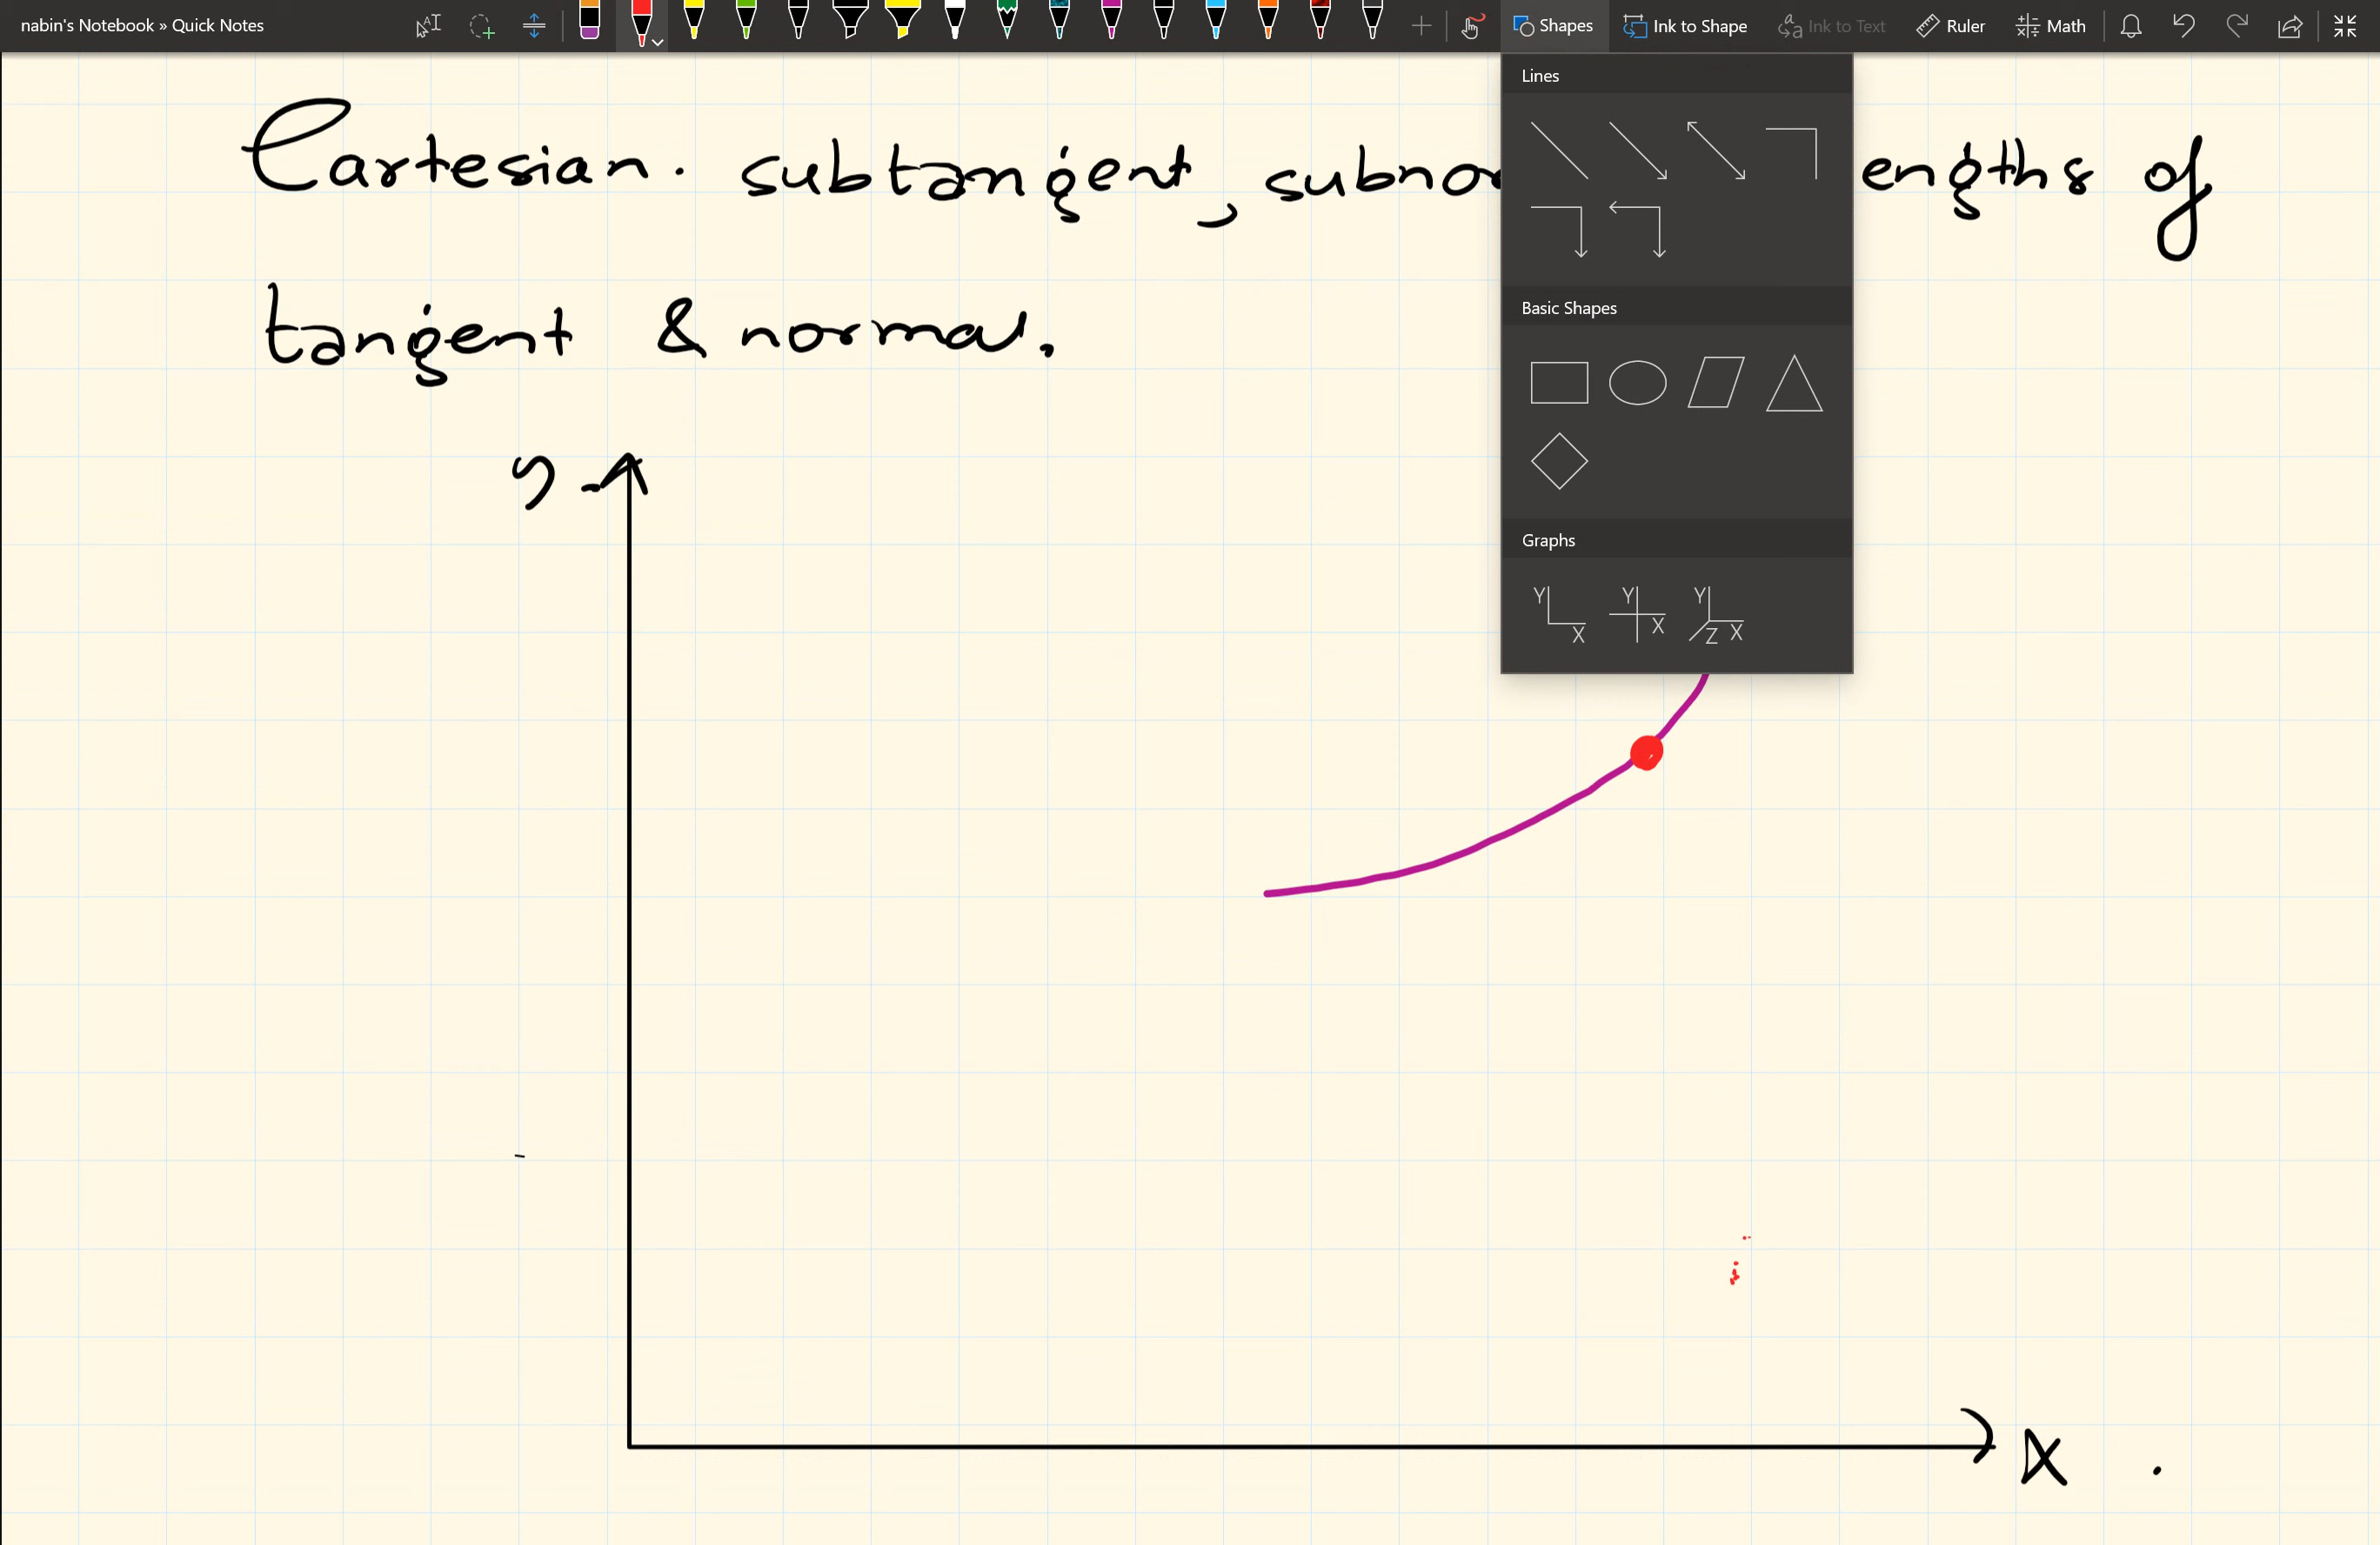 nabin's Notebook » Quick Notes
Shapes Ink to Shape Ink to Text Ruler Math
Lines
Cartesian. subtangent, subnor engths of
tangent & normal.
Basic Shapes
y
Graphs
Y X Y X Y Z X
x